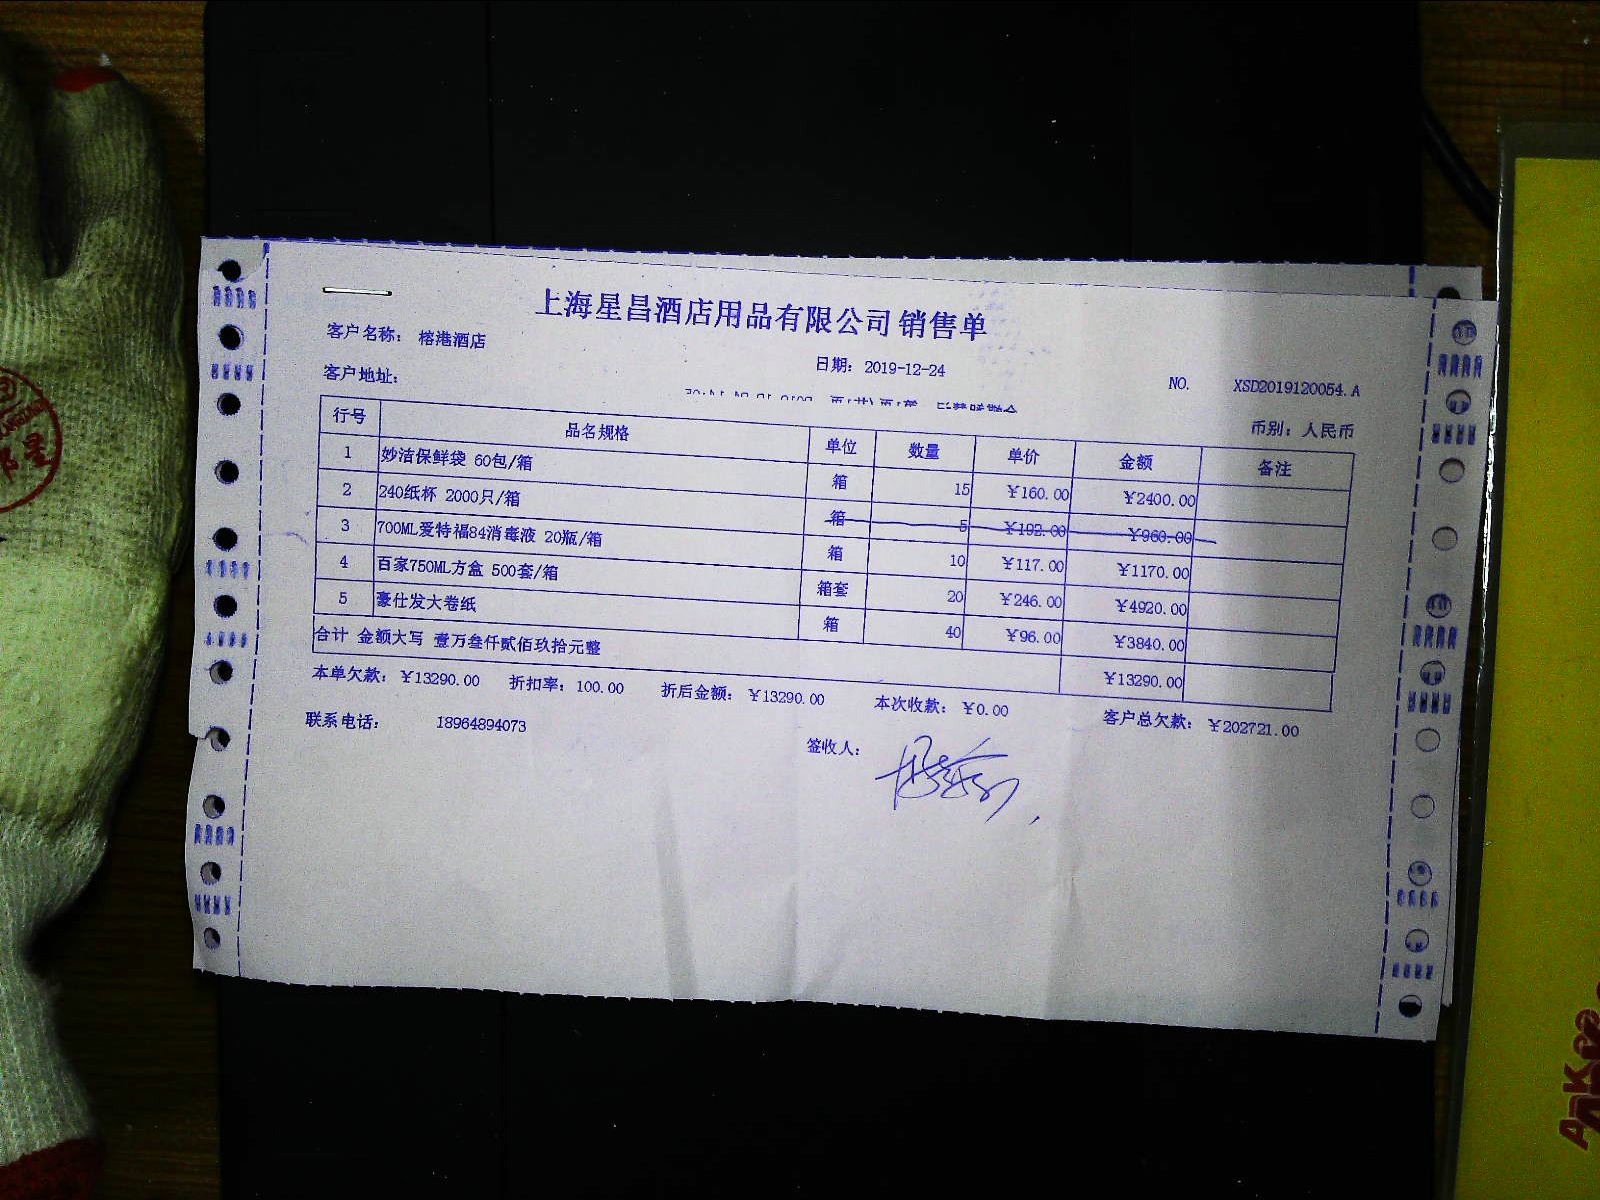 上海星昌酒店用品有限公司 销售单
客户名称： 榕港酒店
日期： 2019-12-24
NO. XSD2019120054.A
客户地址：
币别：人民币
行号 品名规格 单位 数量 单价 金额 备注
1 妙洁保鲜袋 60包/箱 箱 15 ¥160.00 ¥2400.00
2 240纸杯 2000只/箱 箱 5 ¥192.00 ¥960.00
3 700ML爱特福84消毒液 20瓶/箱 箱 10 ¥117.00 ¥1170.00
4 百家750ML方盒 500套/箱 箱套 20 ¥246.00 ¥4920.00
5 豪仕发大卷纸 箱 40 ¥96.00 ¥3840.00
合计 金额大写 壹万叁仟贰佰玖拾元整 ¥13290.00
本单欠款：¥13290.00 折扣率：100.00 折后金额：¥13290.00 本次收款：¥0.00 客户总欠款：¥202721.00
联系电话： 18964894073
签收人：